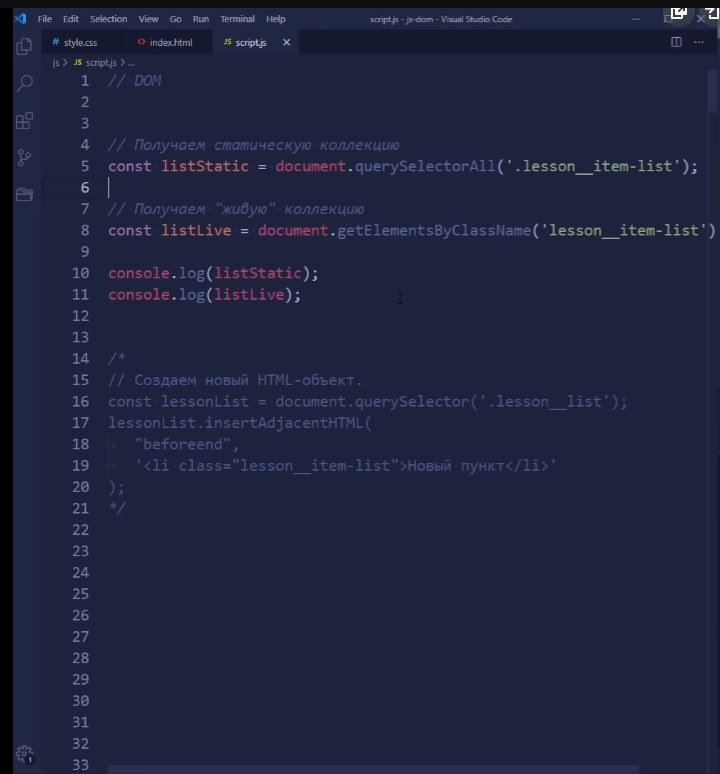 File Edit Selection View Go Run Terminal Help script.js - js-dom - Visual Studio Code
# style.css <> index.html JS script.js ×
js > JS script.js > ...
1 // DOM
2
3
4 // Получаем статическую коллекцию
5 const listStatic = document.querySelectorAll('.lesson__item-list');
6
7 // Получаем "живую" коллекцию
8 const listLive = document.getElementsByClassName('lesson__item-list')
9
10 console.log(listStatic);
11 console.log(listLive);
12
13
14 /*
15 // Создаем новый HTML-объект.
16 const lessonList = document.querySelector('.lesson__list');
17 lessonList.insertAdjacentHTML(
18 "beforeend",
19 '<li class="lesson__item-list">Новый пункт</li>'
20 );
21 */
22
23
24
25
26
27
28
29
30
31
32
33
1